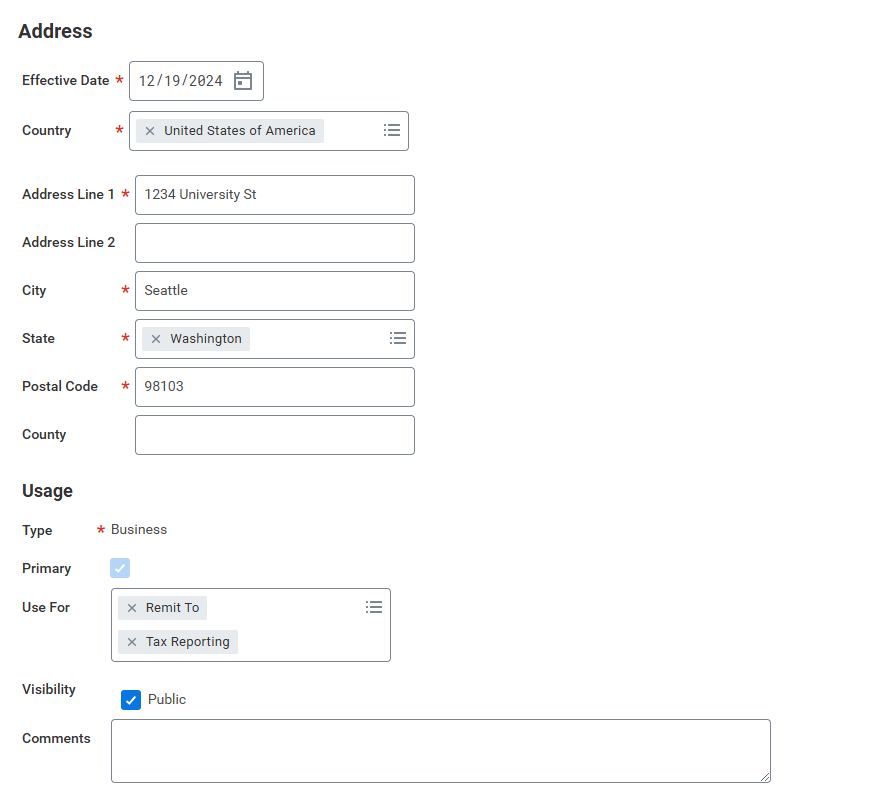 Address
Effective Date * 12/19/2024
Country * × United States of America
Address Line 1 * 1234 University St
Address Line 2
City * Seattle
State * × Washington
Postal Code * 98103
County
Usage
Type * Business
Primary
Use For × Remit To
× Tax Reporting
Visibility
Public
Comments